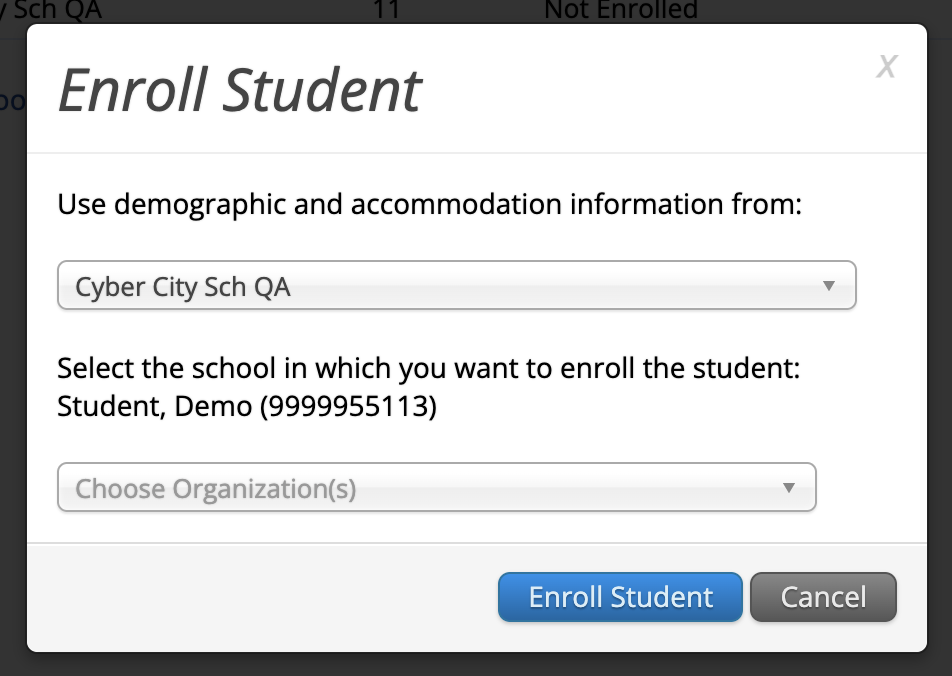 Sch QA 11 Not Enrolled
Enroll Student
X
Use demographic and accommodation information from:
Cyber City Sch QA
Select the school in which you want to enroll the student:
Student, Demo (9999955113)
Choose Organization(s)
Enroll Student Cancel